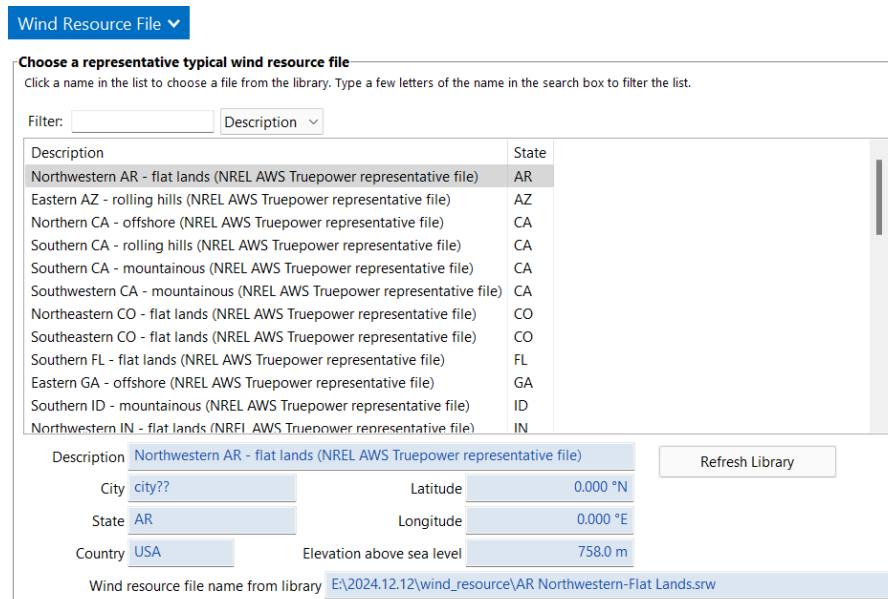 Wind Resource File
Choose a representative typical wind resource file
Click a name in the list to choose a file from the library. Type a few letters of the name in the search box to filter the list.
Filter: Description
Description State
Northwestern AR - flat lands (NREL AWS Truepower representative file) AR
Eastern AZ - rolling hills (NREL AWS Truepower representative file) AZ
Northern CA - offshore (NREL AWS Truepower representative file) CA
Southern CA - rolling hills (NREL AWS Truepower representative file) CA
Southern CA - mountainous (NREL AWS Truepower representative file) CA
Southwestern CA - mountainous (NREL AWS Truepower representative file) CA
Northeastern CO - flat lands (NREL AWS Truepower representative file) CO
Southeastern CO - flat lands (NREL AWS Truepower representative file) CO
Southern FL - flat lands (NREL AWS Truepower representative file) FL
Eastern GA - offshore (NREL AWS Truepower representative file) GA
Southern ID - mountainous (NREL AWS Truepower representative file) ID
Northwestern IN - flat lands (NREL AWS Truepower representative file) IN
Description Northwestern AR - flat lands (NREL AWS Truepower representative file) Refresh Library
City city?? Latitude 0.000 °N
State AR Longitude 0.000 °E
Country USA Elevation above sea level 758.0 m
Wind resource file name from library E:\2024.12.12\wind_resource\AR Northwestern-Flat Lands.srw